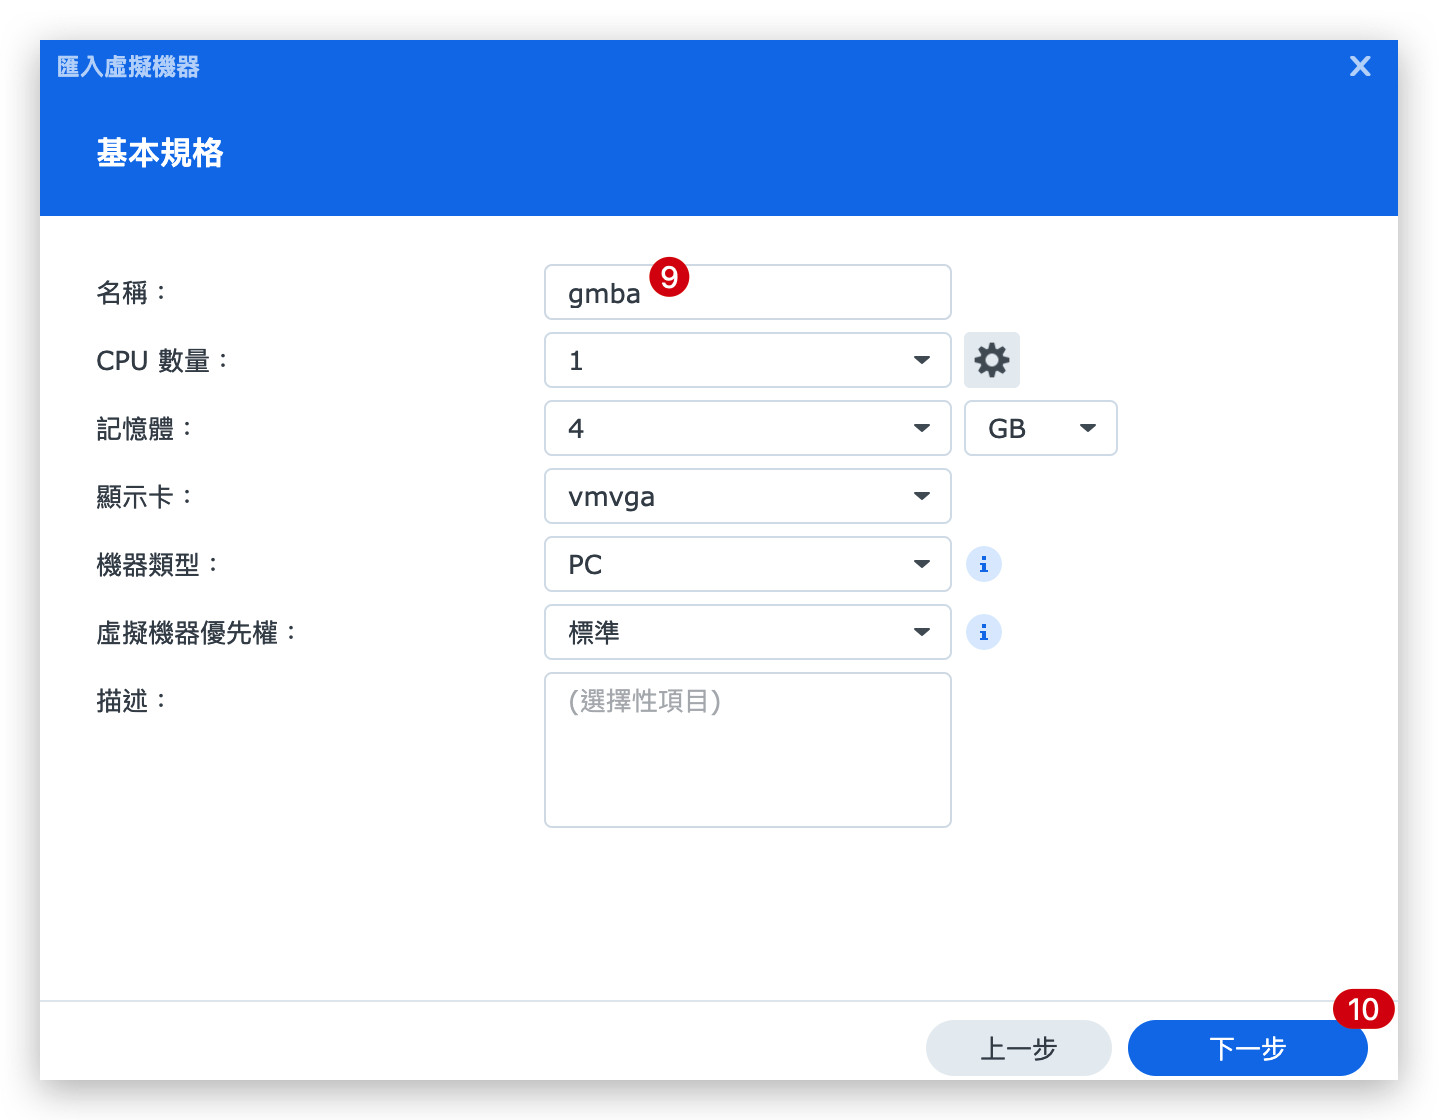 匯入虛擬機器
基本規格
名稱：
gmba
9
CPU 數量：
1
記憶體：
4
GB
顯示卡：
vmvga
機器類型：
PC
i
虛擬機器優先權：
標準
i
描述：
(選擇性項目)
10
上一步
下一步